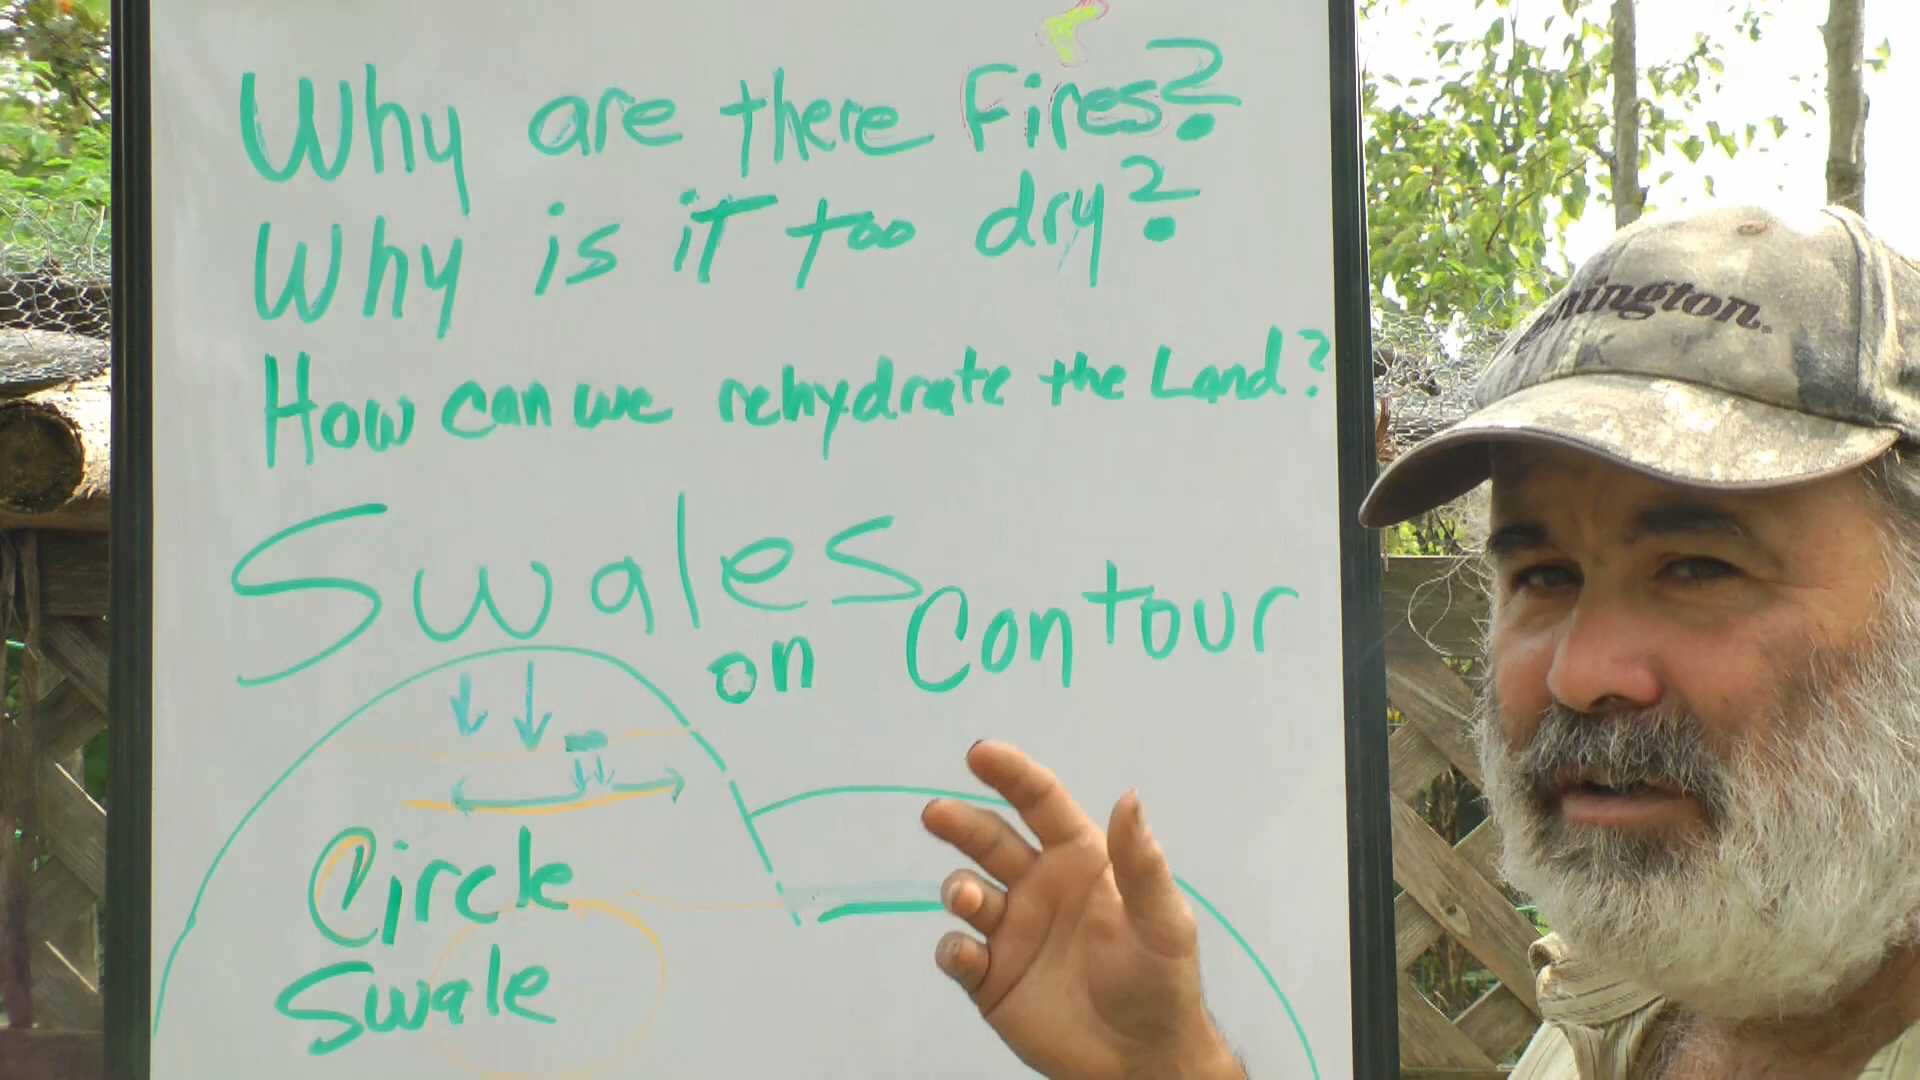 Why are there Fires?
Why is it too dry?
How can we rehydrate the Land?
Swales
on Contour
Circle
Swale